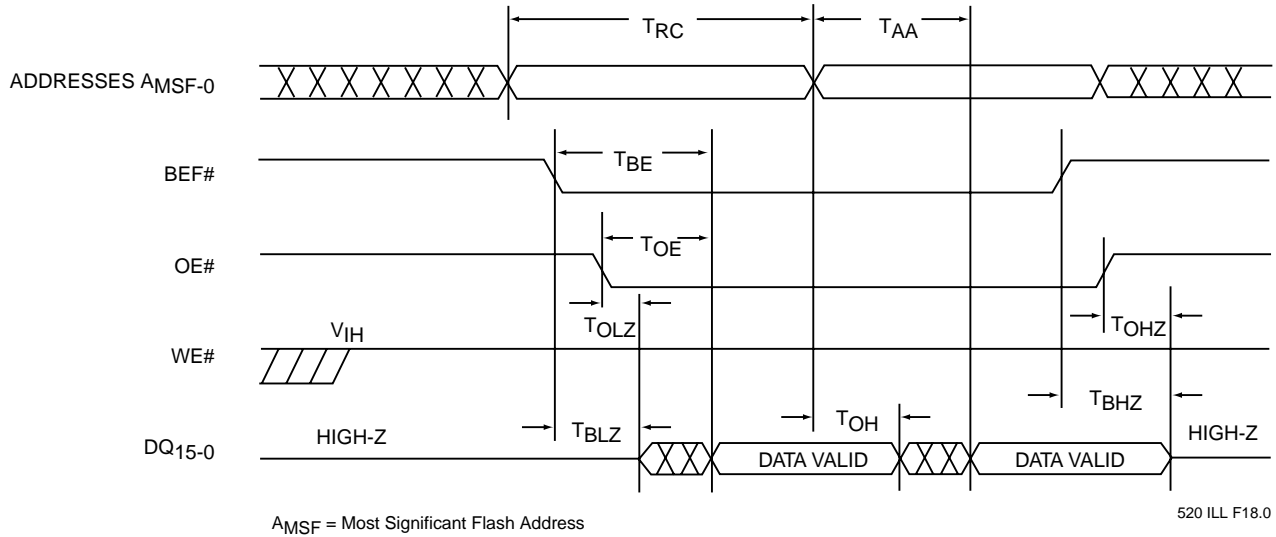 TRC
TAA
ADDRESSES AMSF-0
BEF#
TBE
OE#
TOE
TOLZ
TOHZ
WE#
VIH
TBLZ
TOH
TBHZ
DQ15-0
HIGH-Z
DATA VALID
DATA VALID
HIGH-Z
AMSF = Most Significant Flash Address
520 ILL F18.0